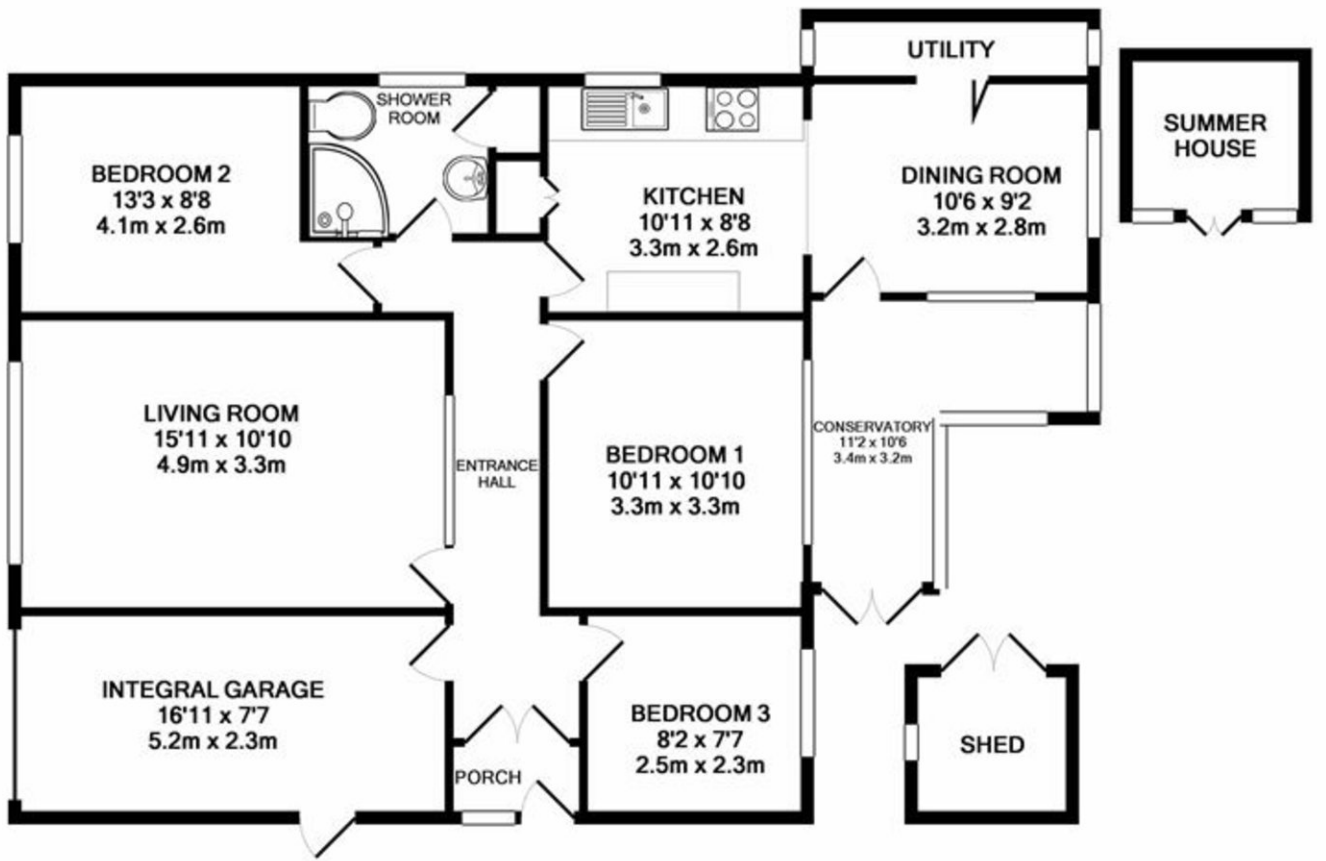 UTILITY
SHOWER
ROOM
SUMMER
HOUSE
BEDROOM 2
13'3 x 8'8
4.1m x 2.6m
KITCHEN
10'11 x 8'8
3.3m x 2.6m
DINING ROOM
10'6 x 9'2
3.2m x 2.8m
LIVING ROOM
15'11 x 10'10
4.9m x 3.3m
ENTRANCE
HALL
BEDROOM 1
10'11 x 10'10
3.3m x 3.3m
CONSERVATORY
11'2 x 10'6
3.4m x 3.2m
INTEGRAL GARAGE
16'11 x 7'7
5.2m x 2.3m
PORCH
BEDROOM 3
8'2 x 7'7
2.5m x 2.3m
SHED